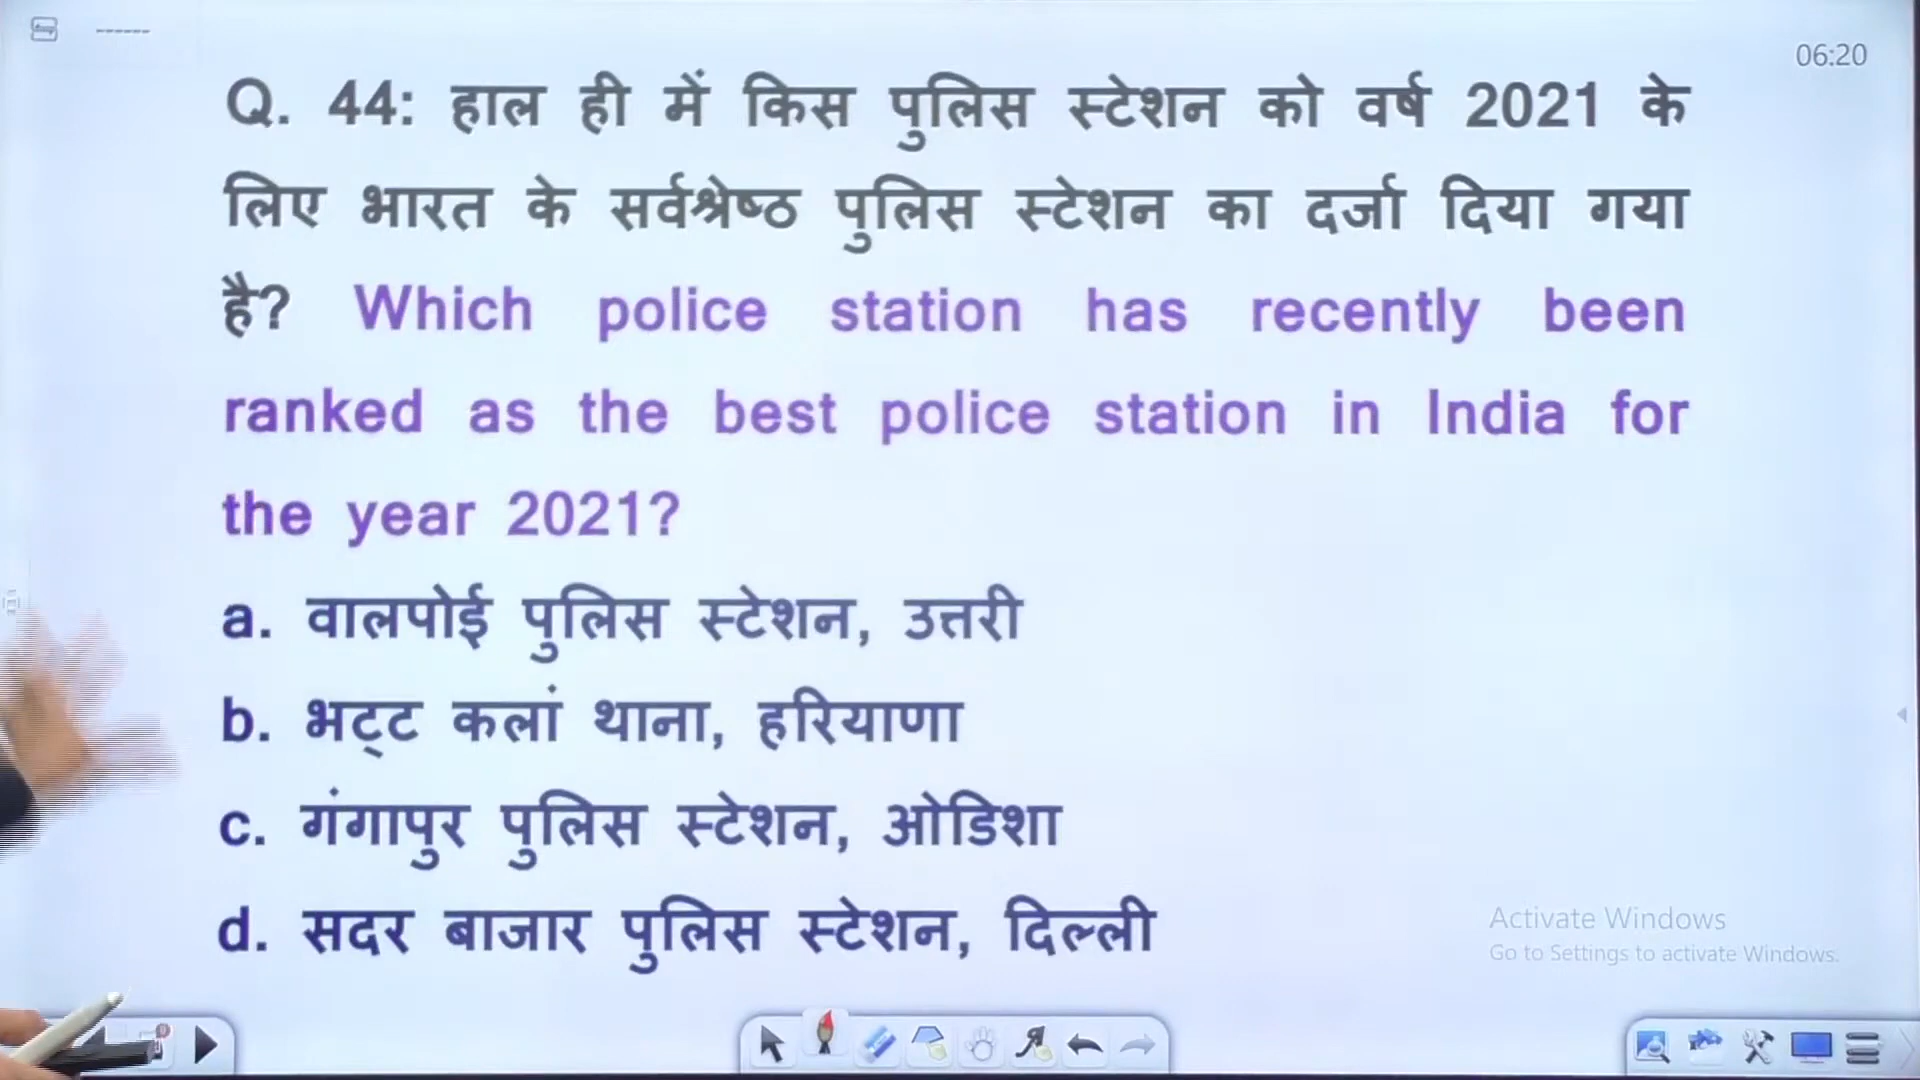 06:20
Q. 44: हाल ही में किस पुलिस स्टेशन को वर्ष 2021 के
लिए भारत के सर्वश्रेष्ठ पुलिस स्टेशन का दर्जा दिया गया
है? Which police station has recently been
ranked as the best police station in India for
the year 2021?
a. वालपोई पुलिस स्टेशन, उत्तरी
b. भट्‌ट कलां थाना, हरियाणा
c. गंगापुर पुलिस स्टेशन, ओडिशा
d. सदर बाजार पुलिस स्टेशन, दिल्ली
Activate Windows
Go to Settings to activate Windows.